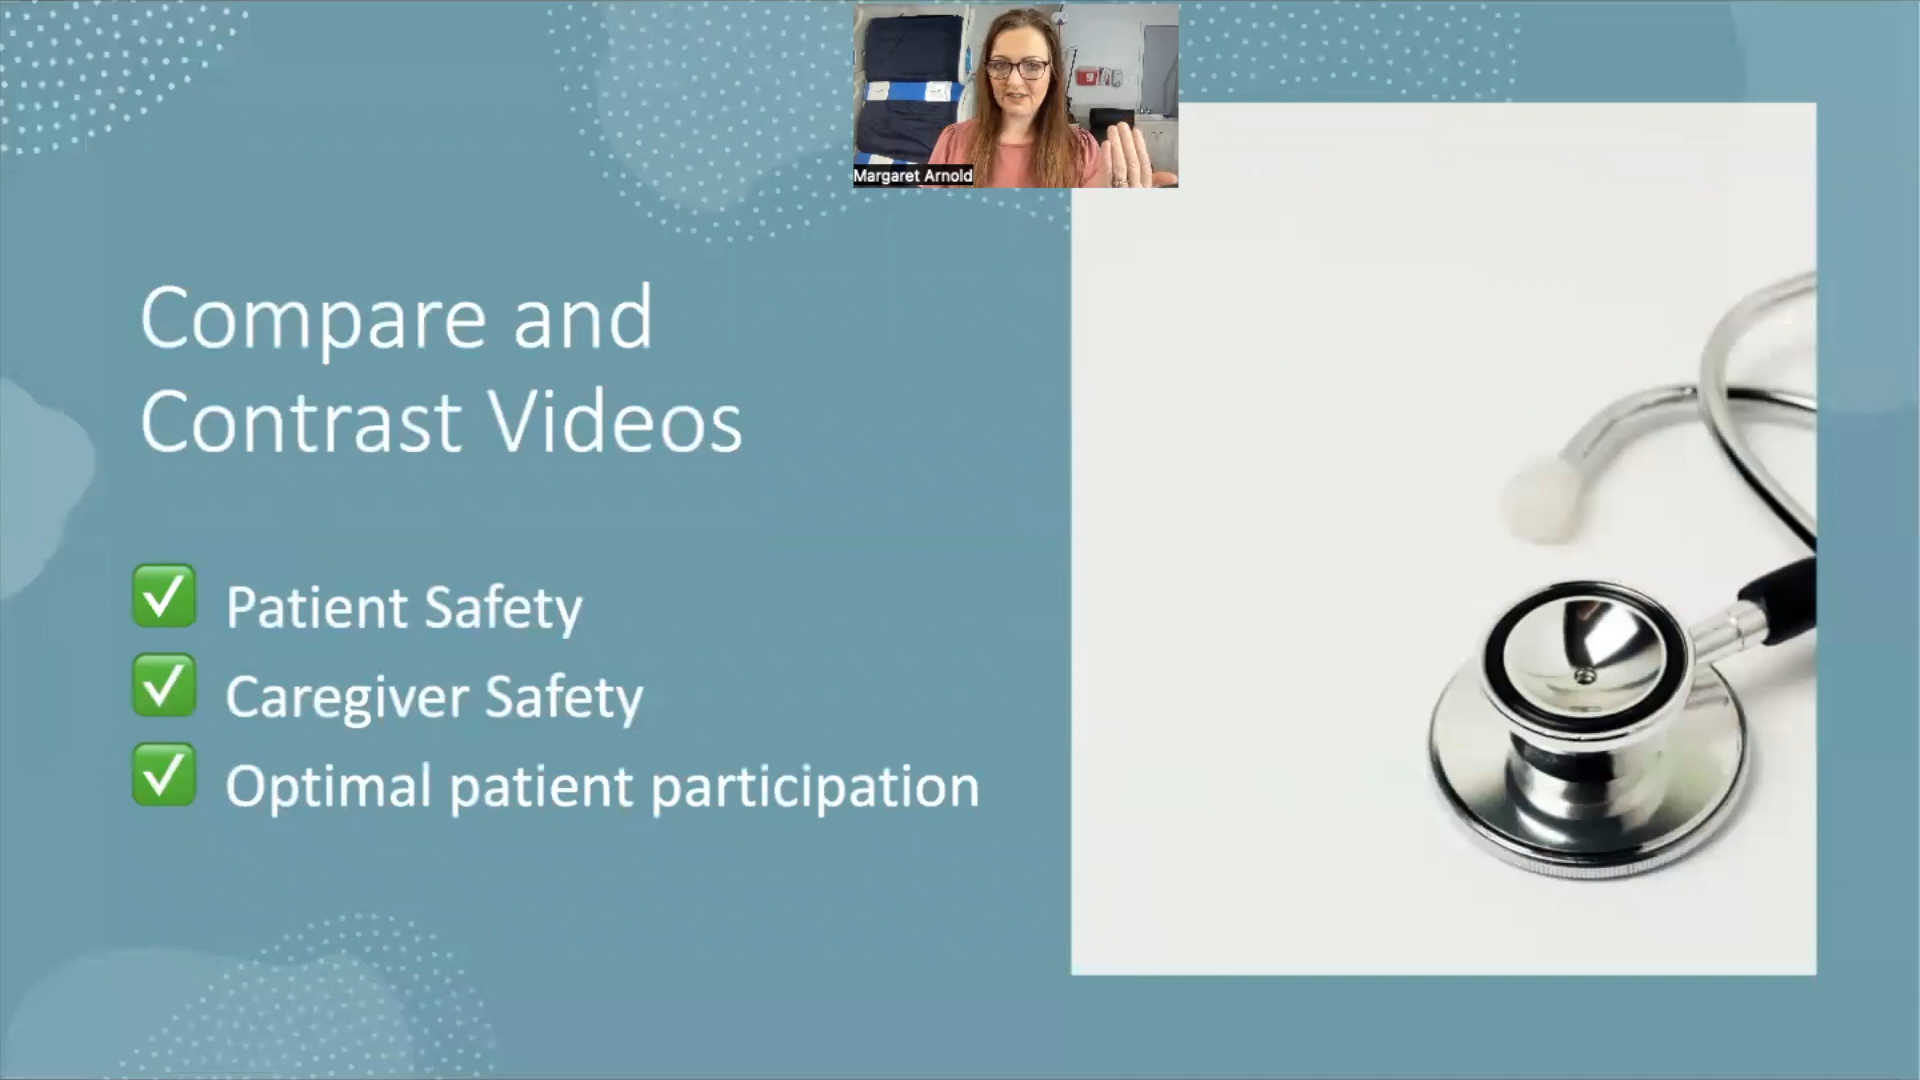 Margaret Arnold
Compare and
Contrast Videos
Patient Safety
Caregiver Safety
Optimal patient participation